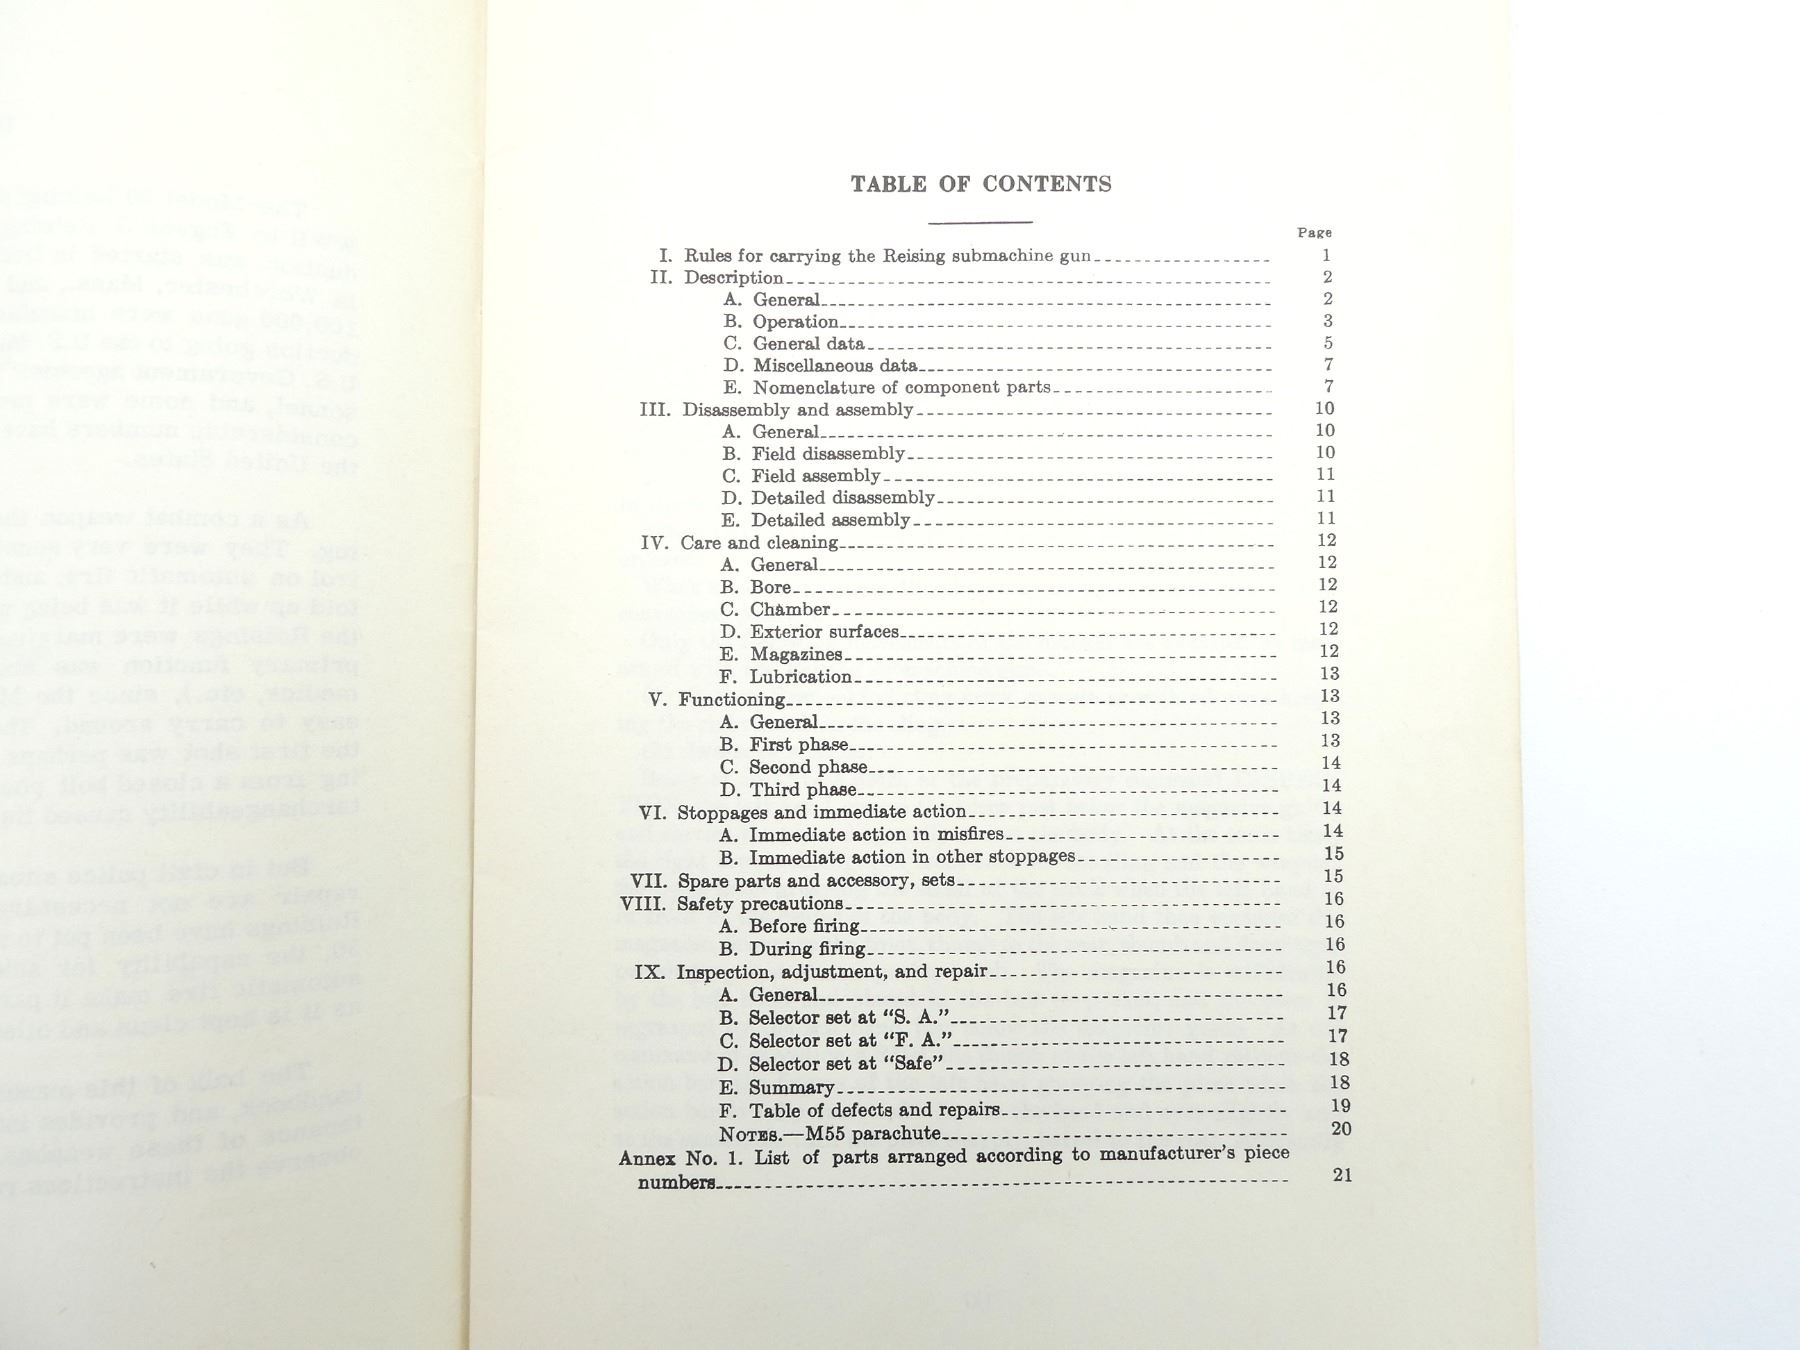 TABLE OF CONTENTS
Page
I. Rules for carrying the Reising submachine gun 1
II. Description 2
A. General 2
B. Operation 3
C. General data 5
D. Miscellaneous data 7
E. Nomenclature of component parts 7
III. Disassembly and assembly 10
A. General 10
B. Field disassembly 10
C. Field assembly 11
D. Detailed disassembly 11
E. Detailed assembly 11
IV. Care and cleaning 12
A. General 12
B. Bore 12
C. Chamber 12
D. Exterior surfaces 12
E. Magazines 12
F. Lubrication 13
V. Functioning 13
A. General 13
B. First phase 13
C. Second phase 14
D. Third phase 14
VI. Stoppages and immediate action 14
A. Immediate action in misfires 14
B. Immediate action in other stoppages 15
VII. Spare parts and accessory, sets 15
VIII. Safety precautions 16
A. Before firing 16
B. During firing 16
IX. Inspection, adjustment, and repair 16
A. General 16
B. Selector set at “S. A.” 17
C. Selector set at “F. A.” 17
D. Selector set at “Safe” 18
E. Summary 18
F. Table of defects and repairs 19
NOTES.—M55 parachute 20
Annex No. 1. List of parts arranged according to manufacturer’s piece
numbers 21